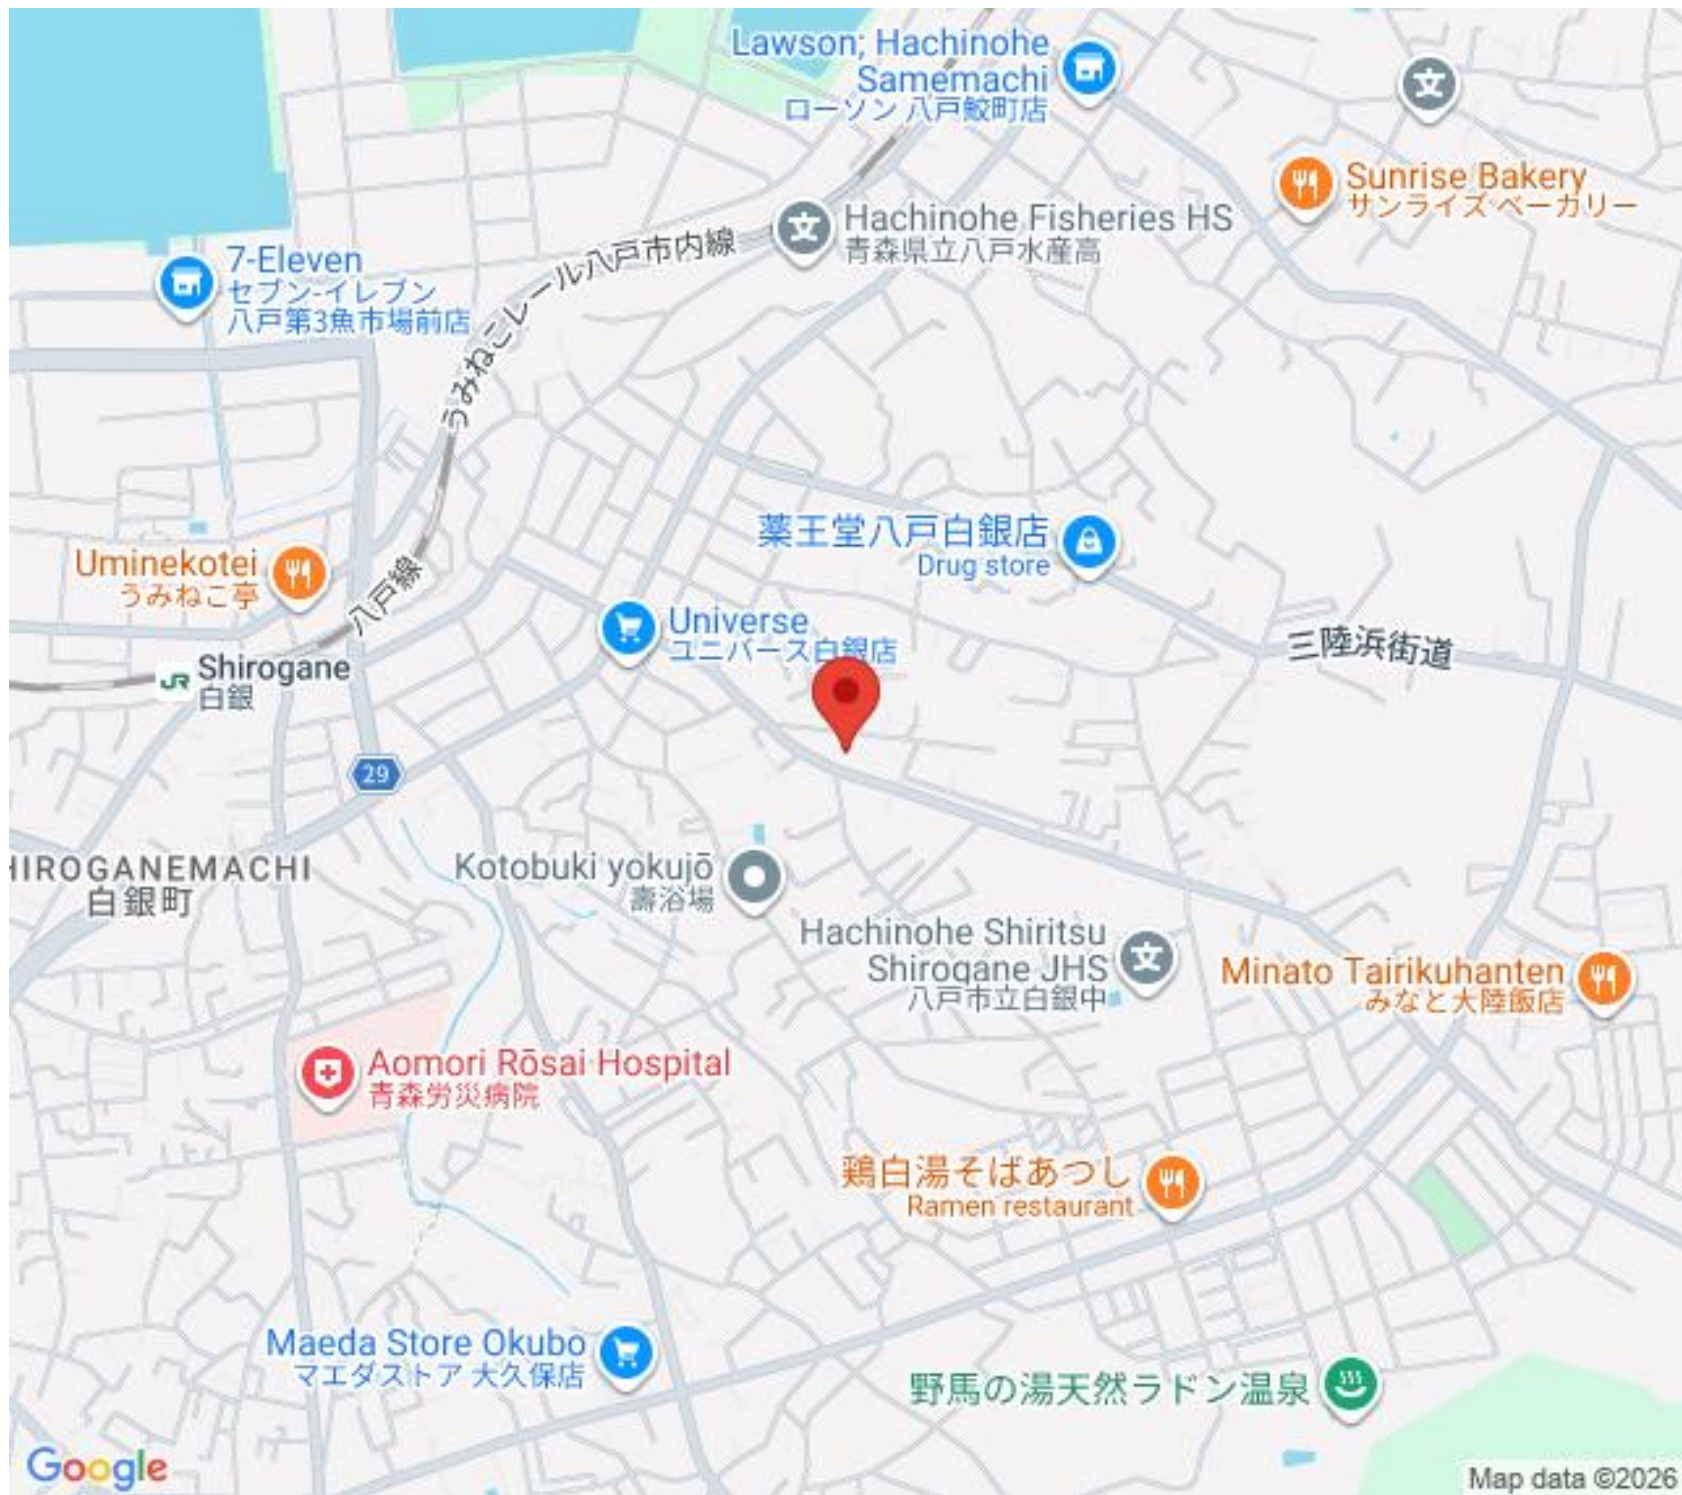 Lawson; Hachinohe
Samemachi
ローソン 八戸鮫町店
Sunrise Bakery
サンライズ ベーカリー
Hachinohe Fisheries HS
青森県立八戸水産高
7-Eleven
セブン-イレブン
八戸第3魚市場前店
うみねこレール八戸市内線
薬王堂八戸白銀店
Drug store
Uminekotei
うみねこ亭
八戸線
Universe
ユニバース白銀店
三陸浜街道
JR
Shirogane
白銀
29
HIROGANEMACHI
白銀町
Kotobuki yokujō
壽浴場
Hachinohe Shiritsu
Shirogane JHS
八戸市立白銀中
Minato Tairikuhanten
みなと大陸飯店
Aomori Rōsai Hospital
青森労災病院
鶏白湯そばあつし
Ramen restaurant
Maeda Store Okubo
マエダストア 大久保店
野馬の湯天然ラドン温泉
Google
Map data ©2026